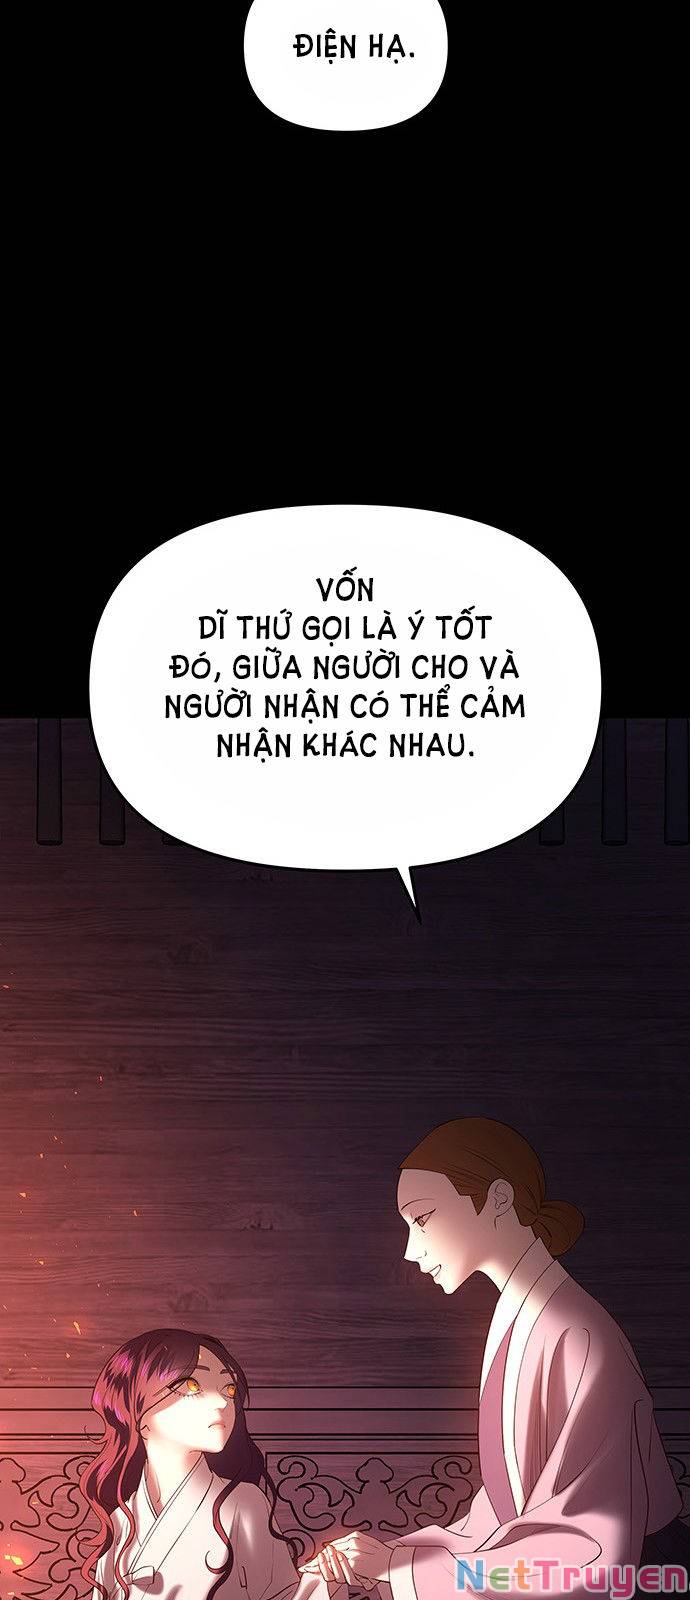 ĐIỆN HẠ.
VỐN
DĨ THỨ GỌI LÀ Ý TỐT
ĐÓ, GIỮA NGƯỜI CHO VÀ
NGƯỜI NHẬN CÓ THỂ CẢM
NHẬN KHÁC NHAU.
NetTruyen